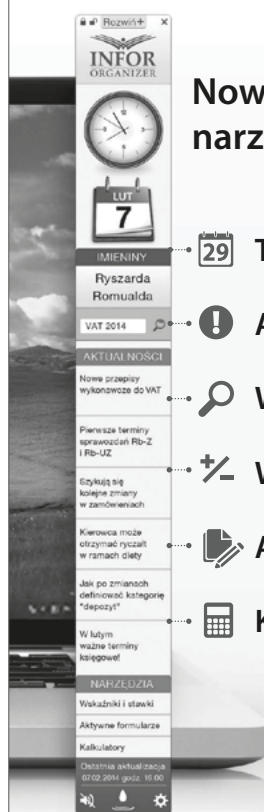 Rozwiń+ x
INFOR
ORGANIZER
LUT
7
IMIENINY
Ryszarda
Romualda
VAT 2014
AKTUALNOŚCI
Nowe przepisy
wykonawcze do VAT
Pierwsze terminy
sprawozdań Rb-Z
i Rb-UZ
Szykują się
kolejne zmiany
w zamówieniach
Kierowca może
otrzymać ryczałt
w ramach diety
Jak po zmianach
definiować kategorię
"depozyt"
W lutym
ważne terminy
księgowe!
NARZĘDZIA
Wskaźniki i stawki
Aktywne formularze
Kalkulatory
Ostatnia aktualizacja
07.02.2014 godz. 16:00
Now
narz
29 T
A
W
W
A
K